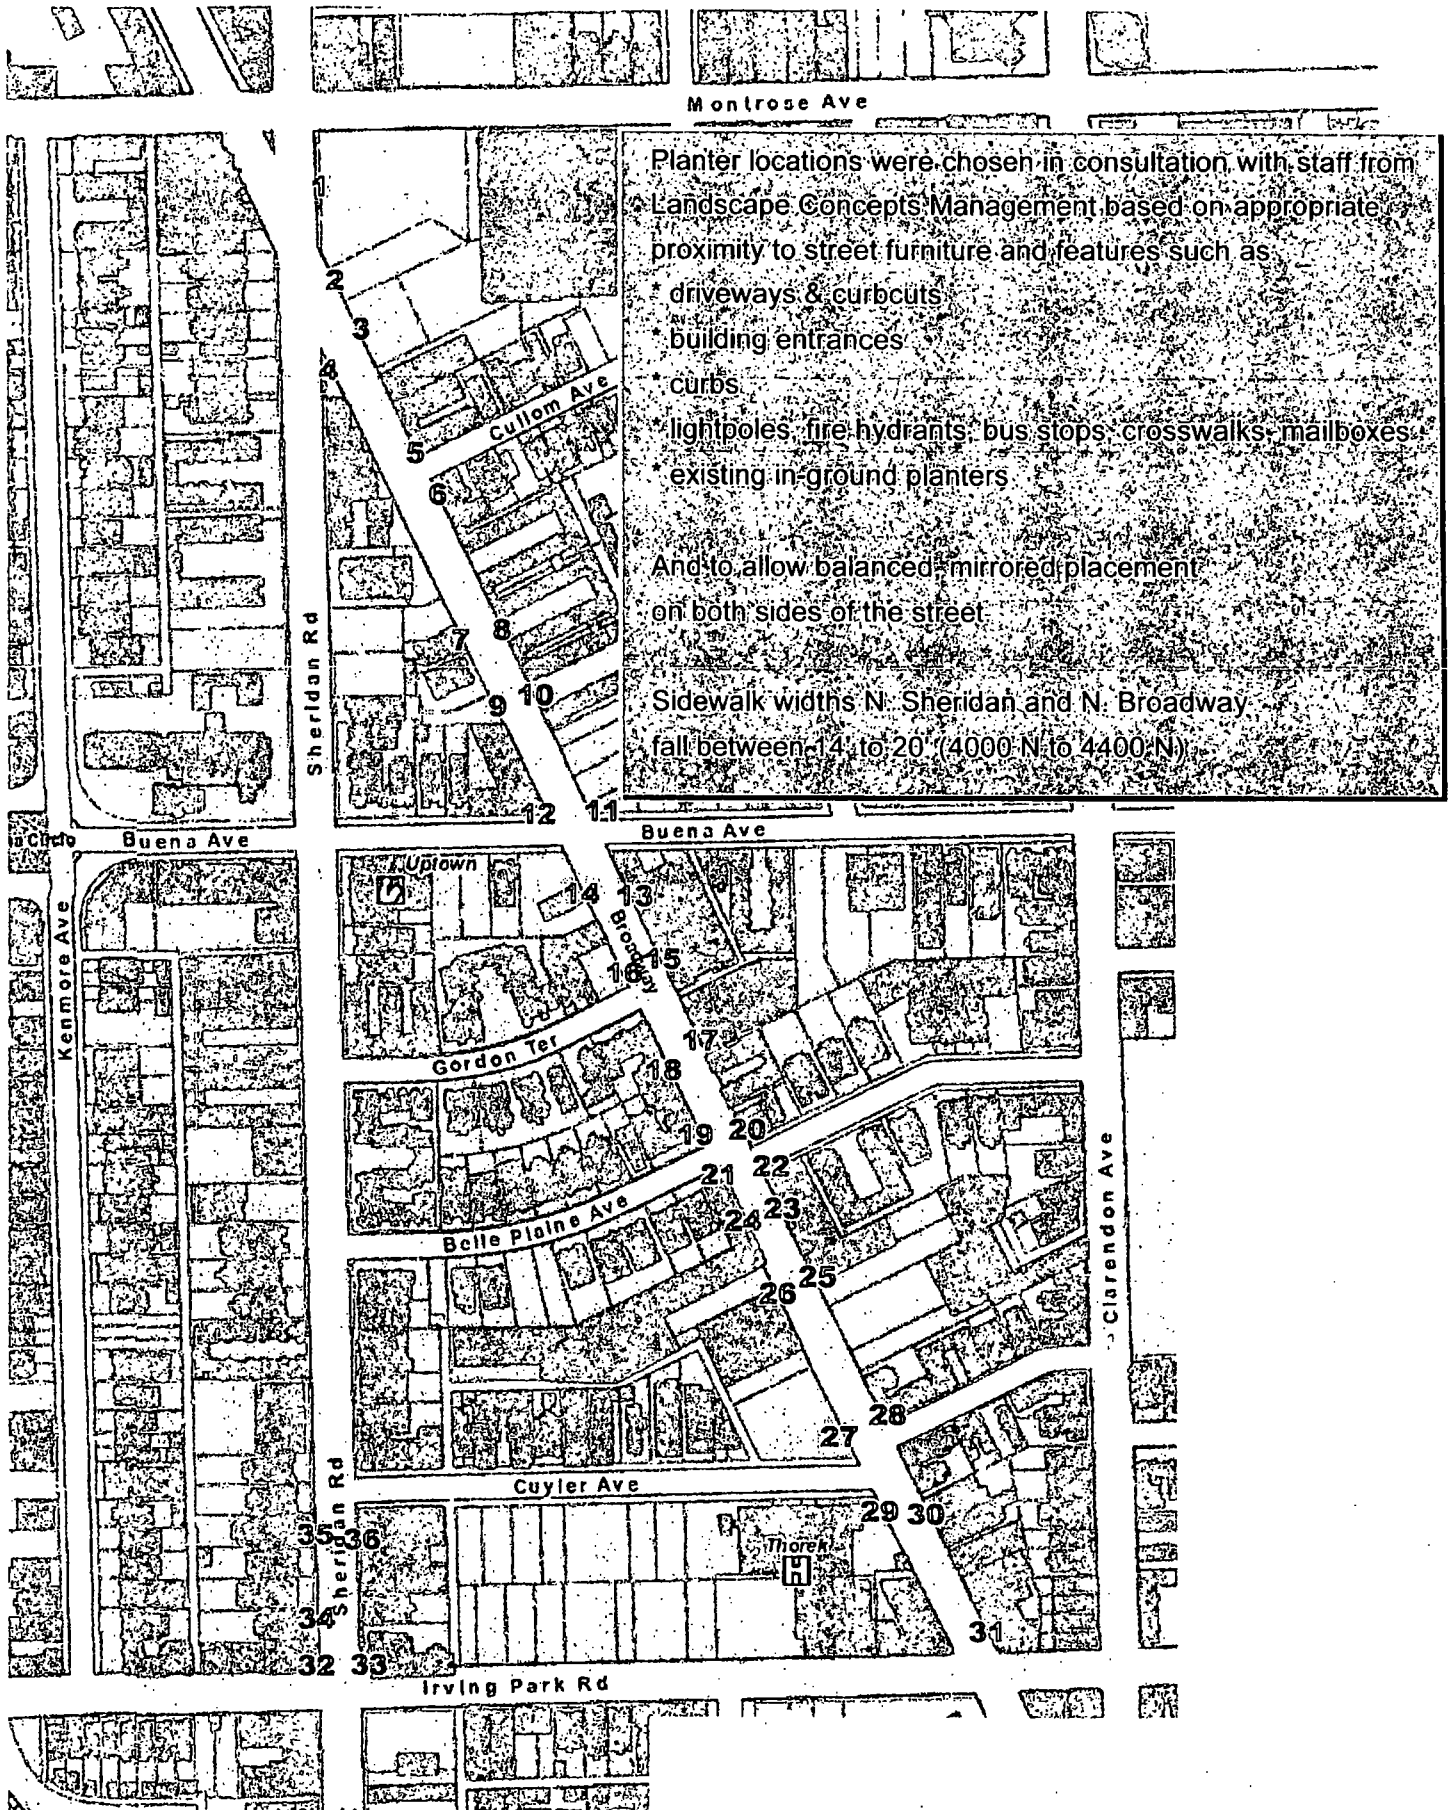 Montrose Ave
Planter locations were chosen in consultation with staff from
Landscape Concepts Management based on appropriate
proximity to street furniture and features such as
* driveways & curbcuts
* building entrances
* curbs
* lightpoles, fire hydrants, bus stops, crosswalks, mailboxes
* existing in-ground planters
And to allow balanced, mirrored placement
on both sides of the street
Sidewalk widths N. Sheridan and N. Broadway
fall between 14' to 20' (4000 N to 4400 N)
1
2
3
4
Cullom Ave
5
6
Sheridan Rd
7
8
9
10
12
11
Buena Ave
Buena Ave
Uptown
14
13
Broadway
Kenmore Ave
15
16
17
Gordon Ter
18
19
20
21
22
Belle Plaine Ave
23
24
Clarendon Ave
25
26
28
27
Cuyler Ave
29
30
Sheridan Rd
35
36
Thorek
H
34
31
32
33
Irving Park Rd